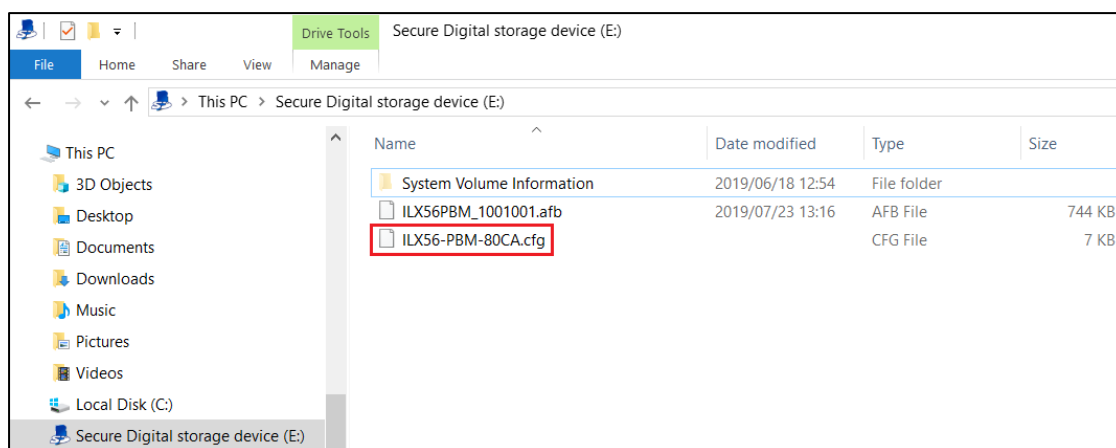 Drive Tools Secure Digital storage device (E:)
File Home Share View Manage
This PC > Secure Digital storage device (E:)
Name Date modified Type Size
This PC
3D Objects
Desktop
Documents
Downloads
Music
Pictures
Videos
Local Disk (C:)
Secure Digital storage device (E:)
System Volume Information 2019/06/18 12:54 File folder
ILX56PBM_1001001.afb 2019/07/23 13:16 AFB File 744 KB
ILX56-PBM-80CA.cfg CFG File 7 KB